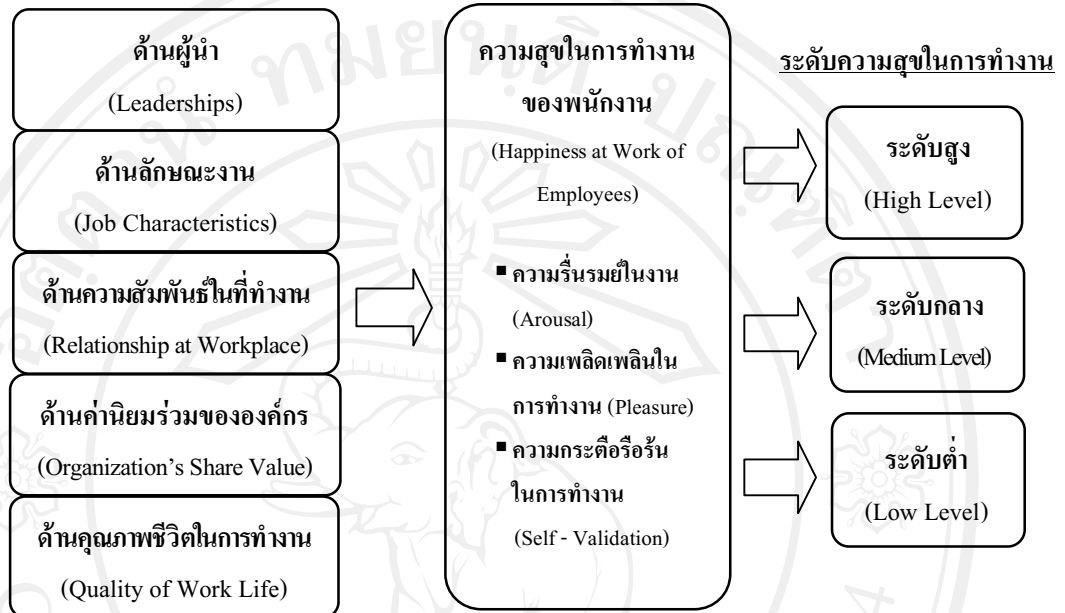 ด้านผู้นำ
(Leaderships)
ด้านลักษณะงาน
(Job Characteristics)
ด้านความสัมพันธ์ในที่ทำงาน
(Relationship at Workplace)
ด้านค่านิยมร่วมขององค์กร
(Organization’s Share Value)
ด้านคุณภาพชีวิตในการทำงาน
(Quality of Work Life)
ความสุขในการทำงาน
ของพนักงาน
(Happiness at Work of
Employees)
▪ ความรื่นรมย์ในงาน
(Arousal)
▪ ความเพลิดเพลินใน
การทำงาน (Pleasure)
▪ ความกระตือรือร้น
ในการทำงาน
(Self - Validation)
ระดับความสุขในการทำงาน
ระดับสูง
(High Level)
ระดับกลาง
(Medium Level)
ระดับต่ำ
(Low Level)